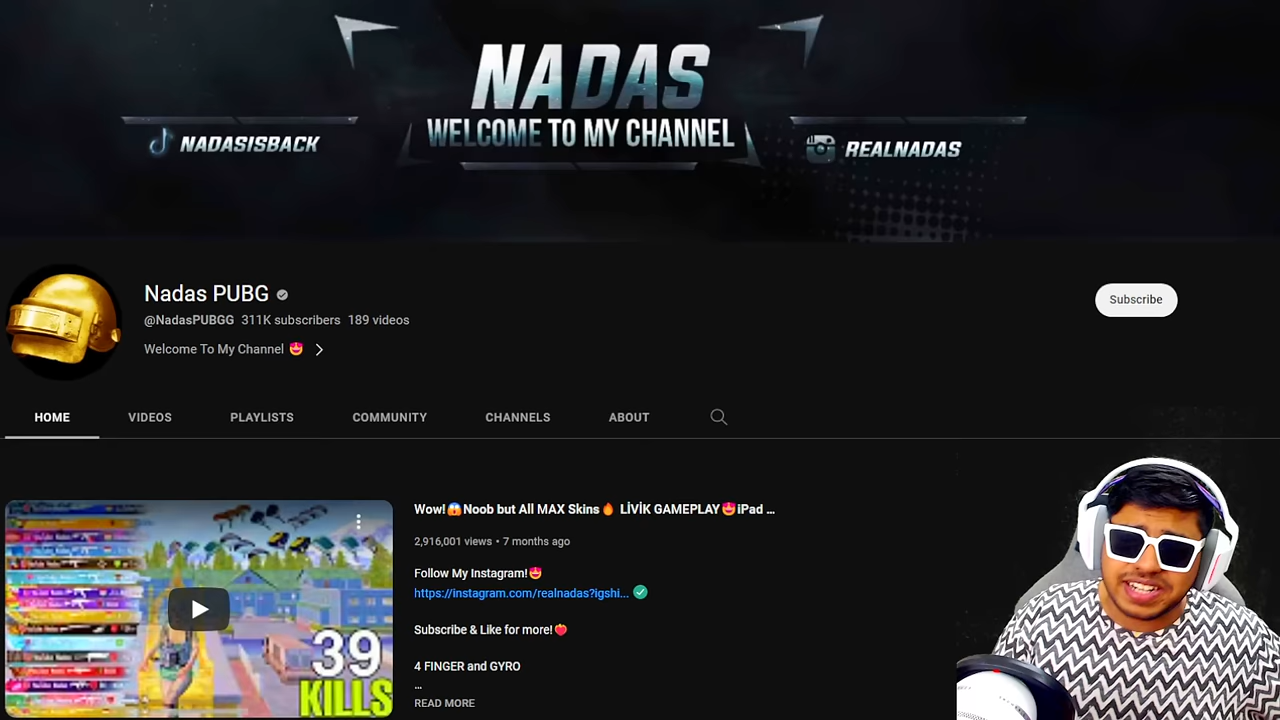 NADAS
WELCOME TO MY CHANNEL
NADASISBACK
REALNADAS
Nadas PUBG
@NadasPUBGG 311K subscribers 189 videos
Welcome To My Channel 😍
Subscribe
HOME VIDEOS PLAYLISTS COMMUNITY CHANNELS ABOUT
Wow!😱Noob but All MAX Skins🔥 LİVİK GAMEPLAY😍iPad ...
2,916,001 views • 7 months ago
Follow My Instagram!😍
https://instagram.com/realnadas?igshi...
Subscribe & Like for more!❤️‍🔥
4 FINGER and GYRO
...
READ MORE
39
KILLS